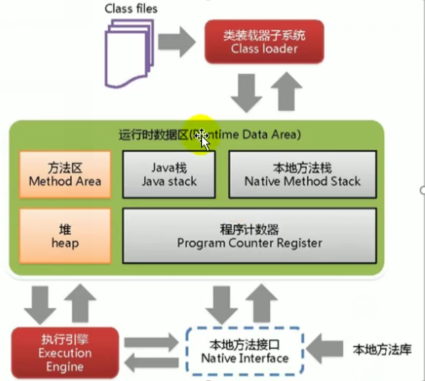 Class files
类装载器子系统
Class loader
运行时数据区(Runtime Data Area)
方法区
Method Area
Java栈
Java stack
本地方法栈
Native Method Stack
堆
heap
程序计数器
Program Counter Register
执行引擎
Execution
Engine
本地方法接口
Native Interface
本地方法库